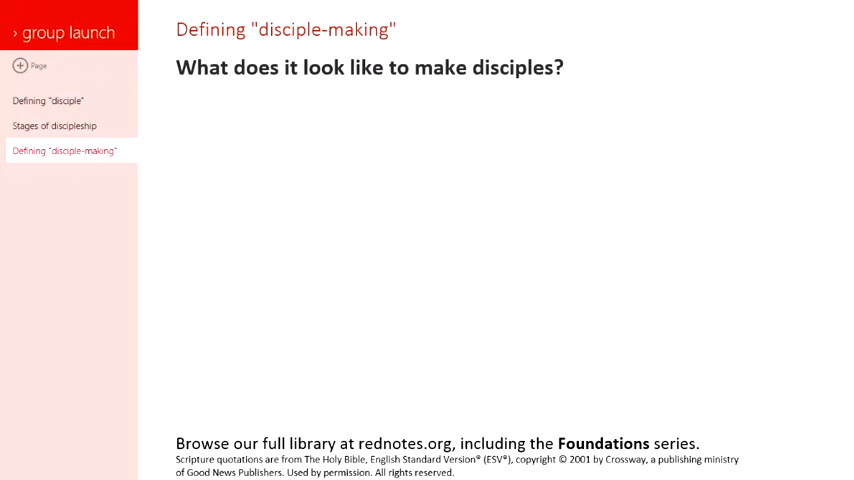 › group launch
Page
Defining "disciple"
Stages of discipleship
Defining "disciple-making"
Defining "disciple-making"
What does it look like to make disciples?
Browse our full library at rednotes.org, including the Foundations series.
Scripture quotations are from The Holy Bible, English Standard Version® (ESV®), copyright © 2001 by Crossway, a publishing ministry
of Good News Publishers. Used by permission. All rights reserved.